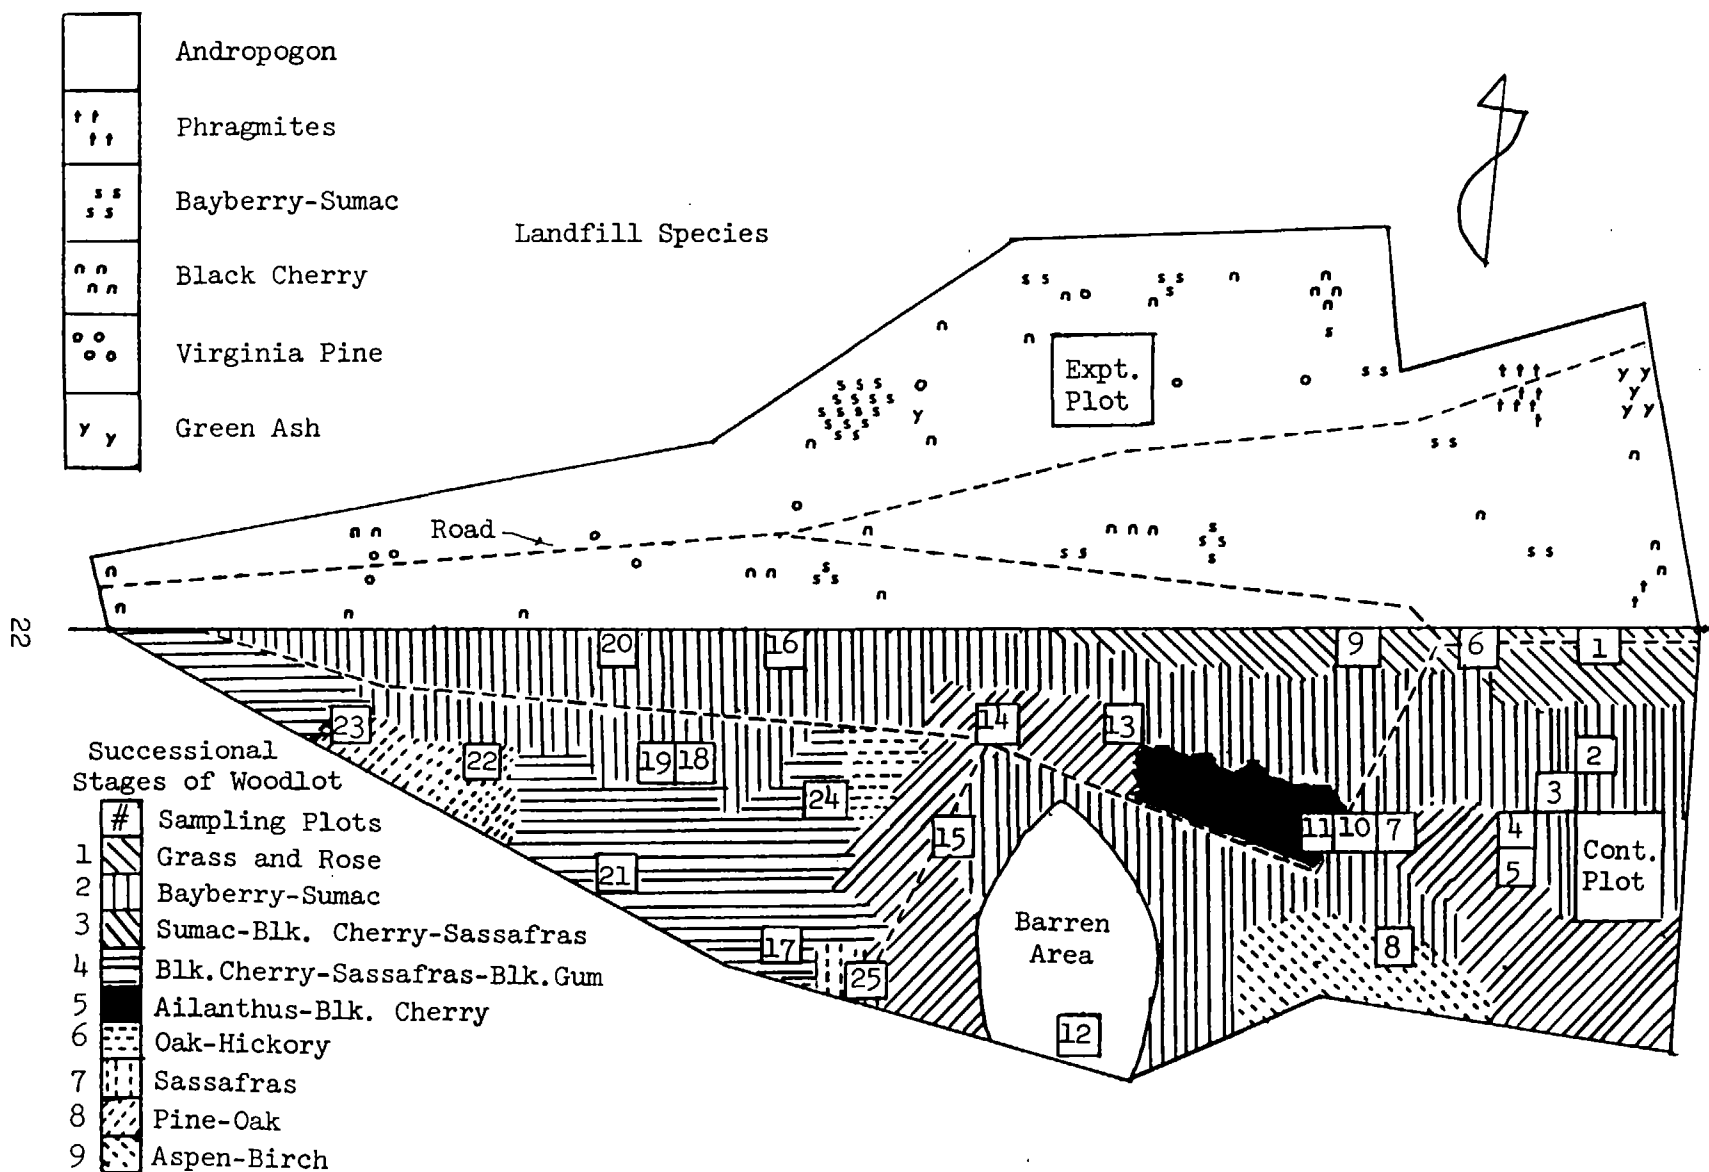 Andropogon
Phragmites
Bayberry-Sumac
Black Cherry
Virginia Pine
Green Ash
Landfill Species
Expt.
Plot
Road
22
20
16
9
6
1
23
14
13
2
22
19
18
24
3
15
11
10
7
4
5
Cont.
Plot
21
17
25
Barren
Area
8
12
Successional
Stages of Woodlot
# Sampling Plots
1 Grass and Rose
2 Bayberry-Sumac
3 Sumac-Blk. Cherry-Sassafras
4 Blk.Cherry-Sassafras-Blk.Gum
5 Ailanthus-Blk. Cherry
6 Oak-Hickory
7 Sassafras
8 Pine-Oak
9 Aspen-Birch